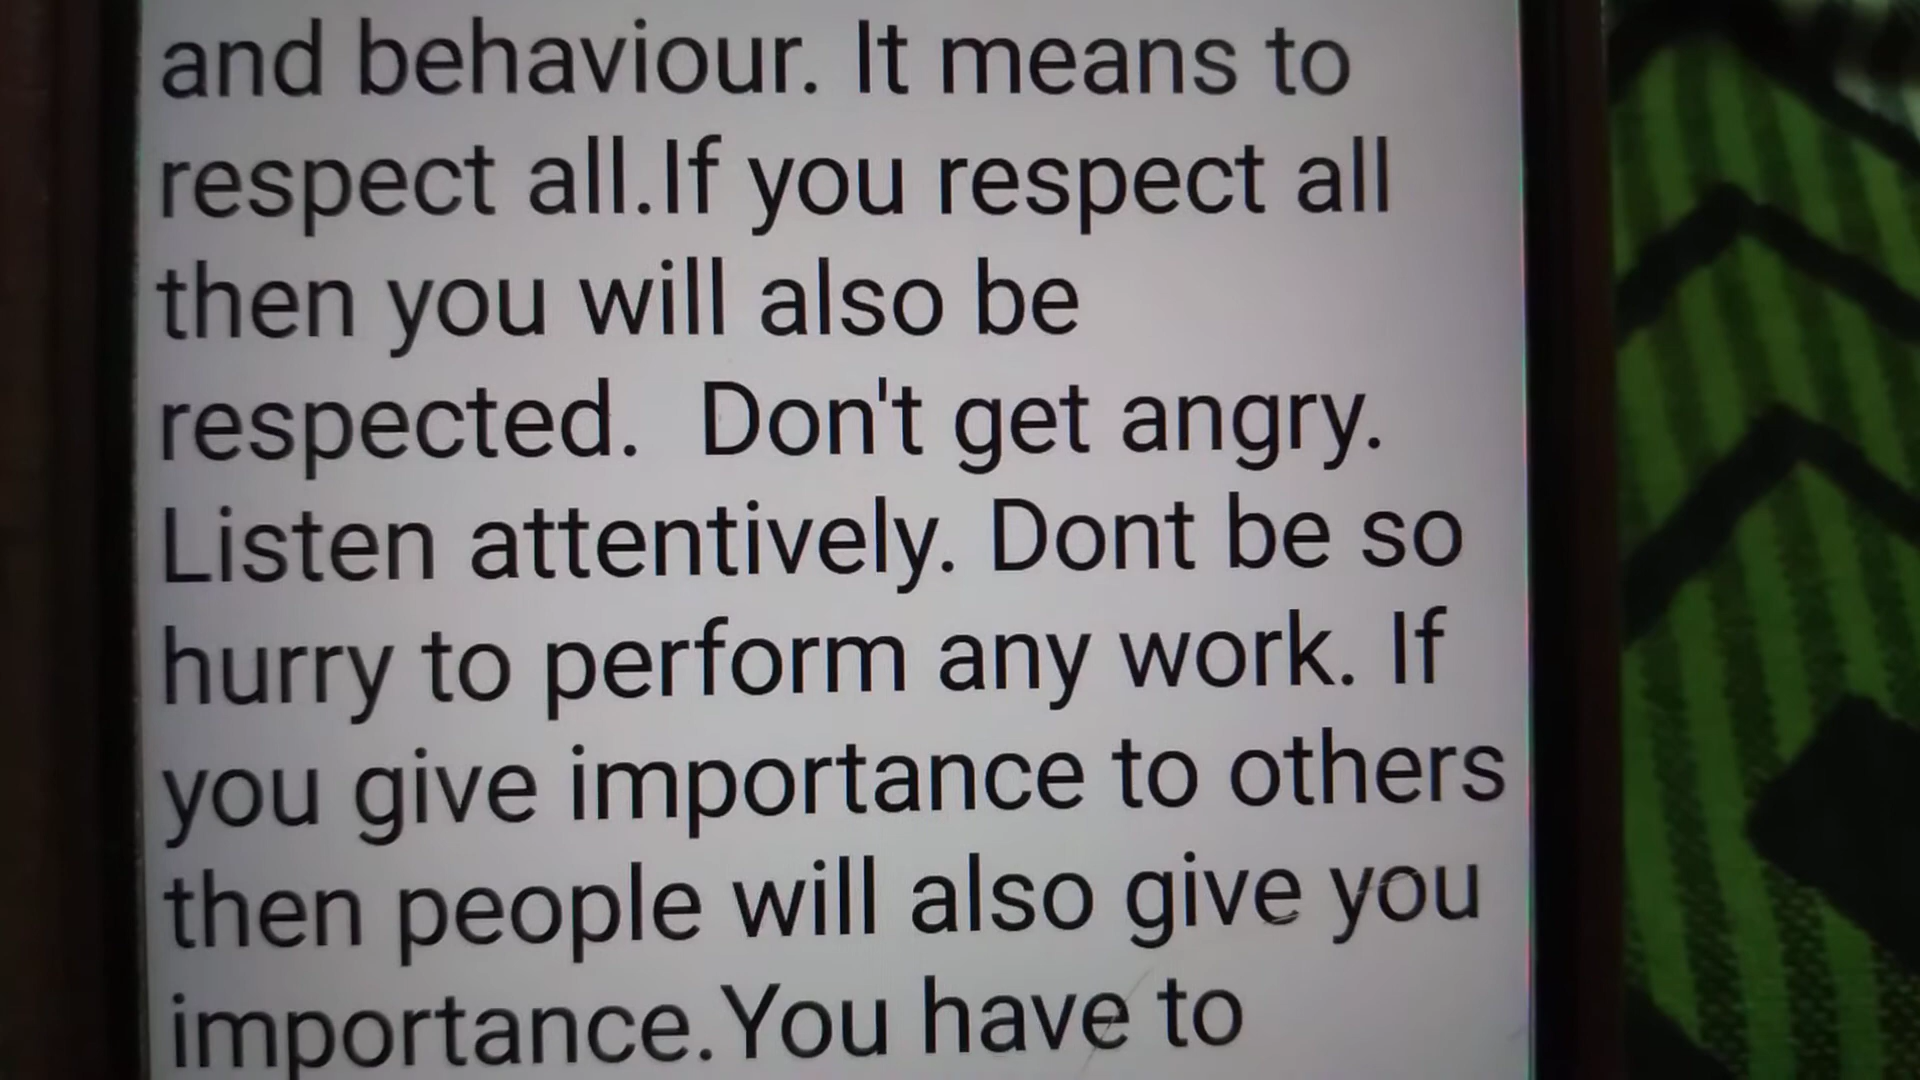 and behaviour. It means to
respect all.If you respect all
then you will also be
respected.  Don't get angry.
Listen attentively. Dont be so
hurry to perform any work. If
you give importance to others
then people will also give you
importance.You have to